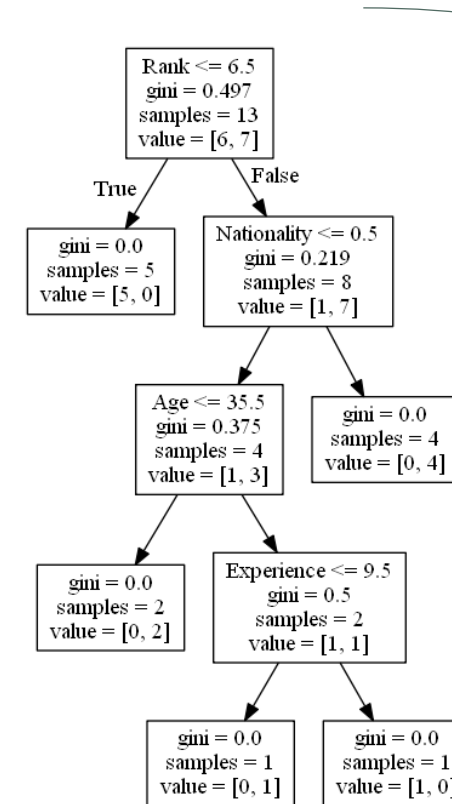 Rank <= 6.5
gini = 0.497
samples = 13
value = [6, 7]
True
False
gini = 0.0
samples = 5
value = [5, 0]
Nationality <= 0.5
gini = 0.219
samples = 8
value = [1, 7]
Age <= 35.5
gini = 0.375
samples = 4
value = [1, 3]
gini = 0.0
samples = 4
value = [0, 4]
gini = 0.0
samples = 2
value = [0, 2]
Experience <= 9.5
gini = 0.5
samples = 2
value = [1, 1]
gini = 0.0
samples = 1
value = [0, 1]
gini = 0.0
samples = 1
value = [1, 0]